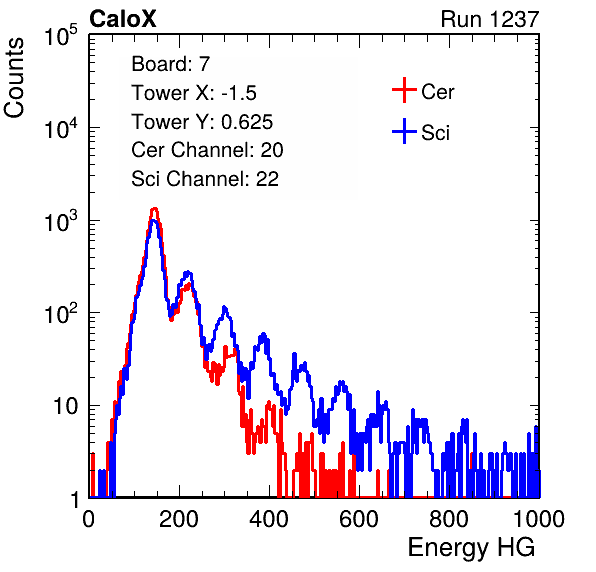 CaloX Run 1237
Counts
10^5
10^4
10^3
10^2
10
1
Board: 7
Tower X: -1.5
Tower Y: 0.625
Cer Channel: 20
Sci Channel: 22
Cer
Sci
0 200 400 600 800 1000
Energy HG